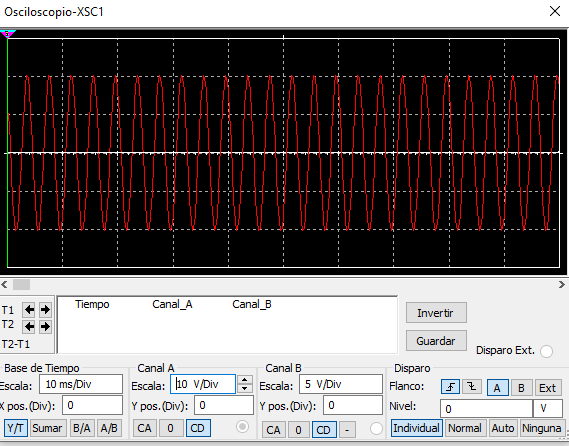 Osciloscopio-XSC1
Tiempo Canal_A Canal_B
T1
T2
T2-T1
Invertir
Guardar
Disparo Ext.
Base de Tiempo
Escala: 10 ms/Div
X pos.(Div): 0
Y/T Sumar B/A A/B
Canal A
Escala: 10 V/Div
Y pos.(Div): 0
CA 0 CD
Canal B
Escala: 5 V/Div
Y pos.(Div): 0
CA 0 CD -
Disparo
Flanco: A B Ext
Nivel: 0 V
Individual Normal Auto Ninguna